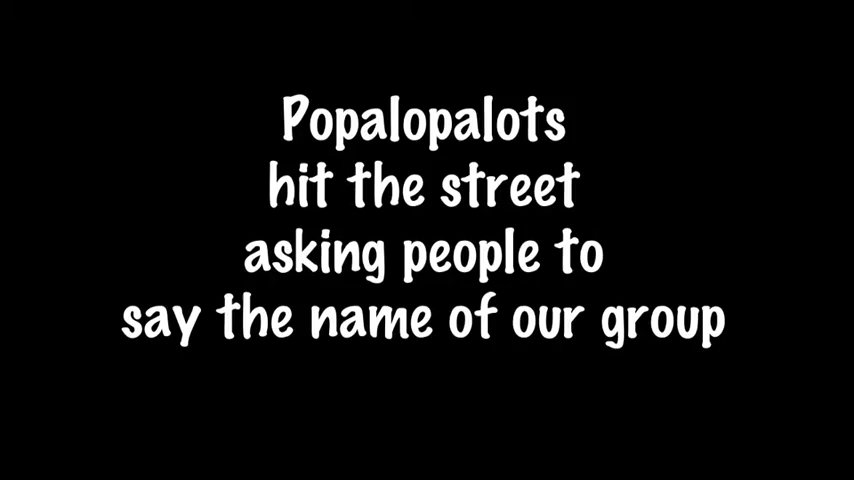 Popalopalots
hit the street
asking people to
say the name of our group